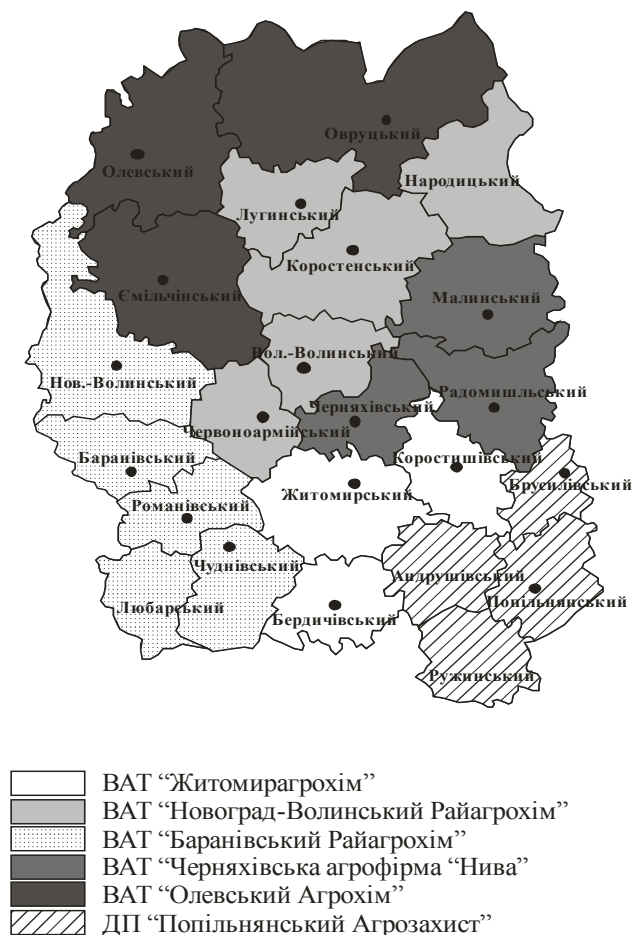 Овруцький
Олевський
Народицький
Лугинський
Коростенський
Ємільчінський
Малинський
Вол.-Волинський
Нов.-Волинський
Радомишльський
Черняхівський
Червоноармійський
Баранівський
Коростишівський
Брусилівський
Житомирський
Романівський
Чуднівський
Андрушівський
Любарський
Попільнянський
Бердичівський
Ружинський
ВАТ “Житомирагрохім”
ВАТ “Новоград-Волинський Райагрохім”
ВАТ “Баранівський Райагрохім”
ВАТ “Черняхівська агрофірма “Нива”
ВАТ “Олевський Агрохім”
ДП “Попільнянський Агрозахист”